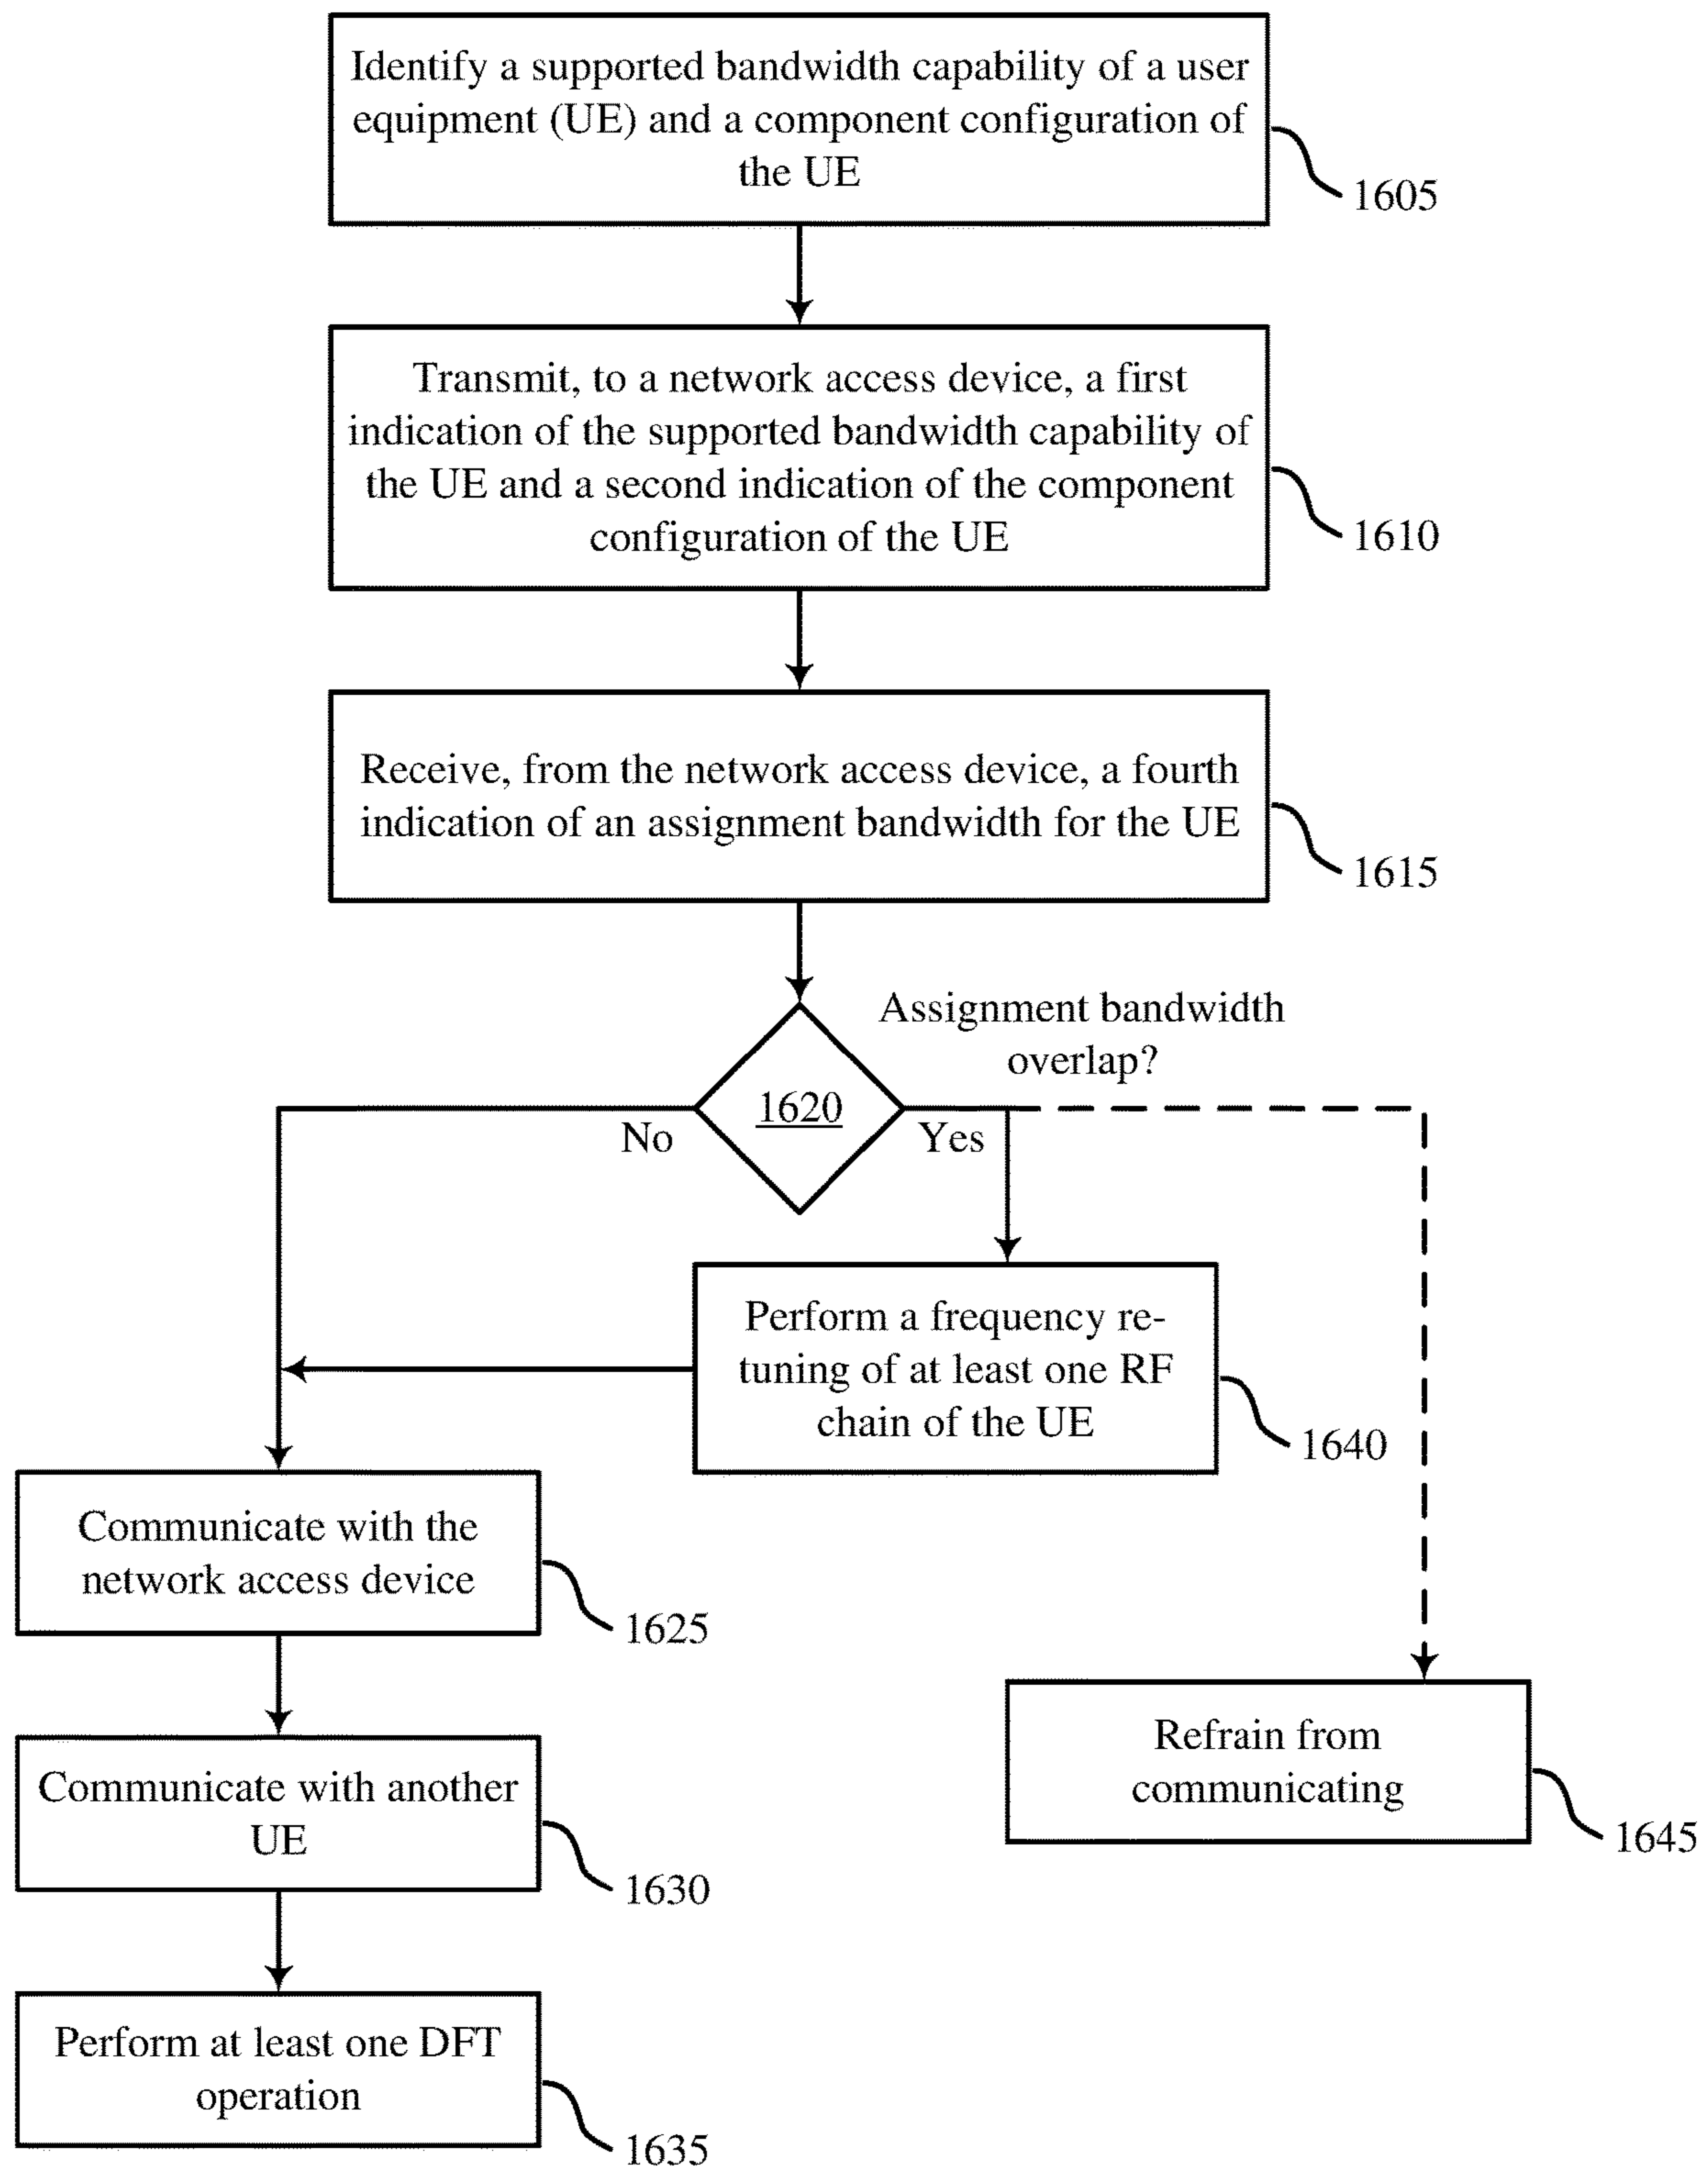 Identify a supported bandwidth capability of a user
equipment (UE) and a component configuration of
the UE
1605
Transmit, to a network access device, a first
indication of the supported bandwidth capability of
the UE and a second indication of the component
configuration of the UE
1610
Receive, from the network access device, a fourth
indication of an assignment bandwidth for the UE
1615
Assignment bandwidth
overlap?
1620
No
Yes
Perform a frequency re-
tuning of at least one RF
chain of the UE
1640
Communicate with the
network access device
1625
Refrain from
communicating
1645
Communicate with another
UE
1630
Perform at least one DFT
operation
1635